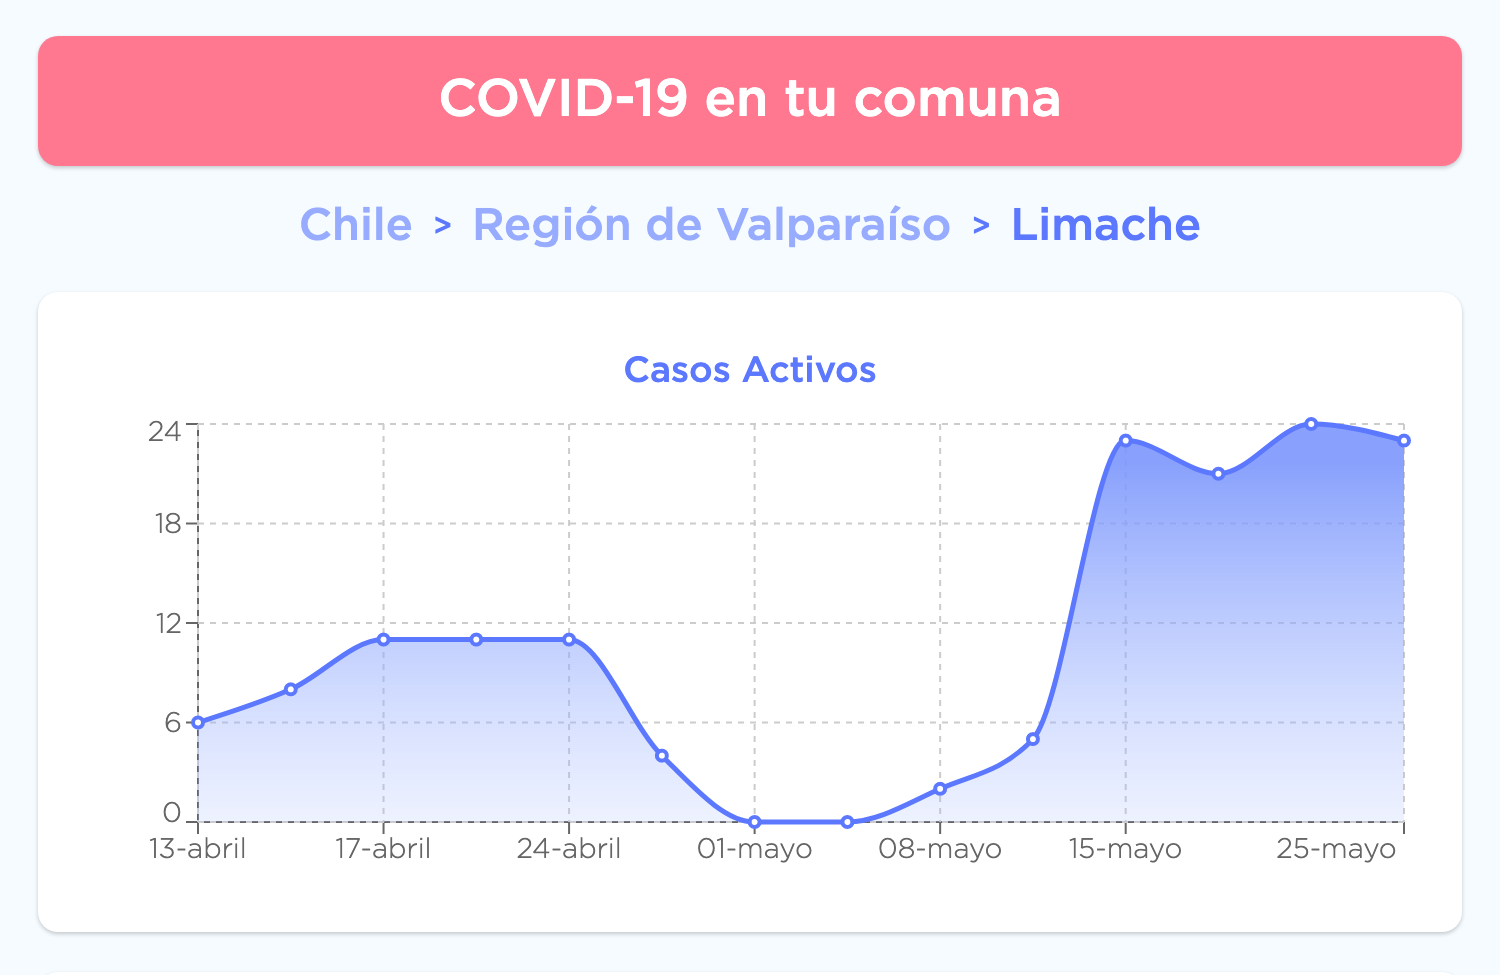 COVID-19 en tu comuna
Chile > Región de Valparaíso > Limache
Casos Activos
24
18
12
6
0
13-abril 17-abril 24-abril 01-mayo 08-mayo 15-mayo 25-mayo